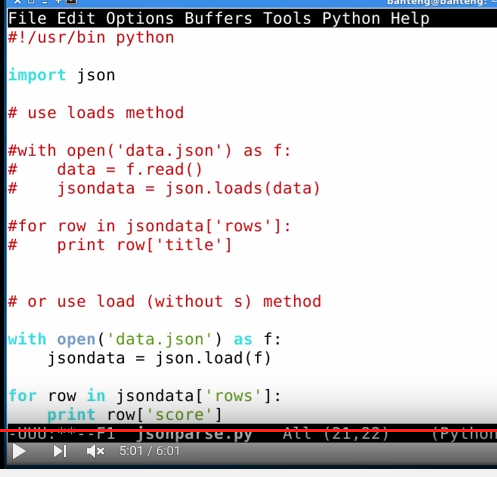 banteng@banteng: ~
File Edit Options Buffers Tools Python Help
#!/usr/bin python
import json
# use loads method
#with open('data.json') as f:
#    data = f.read()
#    jsondata = json.loads(data)
#for row in jsondata['rows']:
#    print row['title']
# or use load (without s) method
with open('data.json') as f:
    jsondata = json.load(f)
for row in jsondata['rows']:
    print row['score']
-UUU:**--F1  jsonparse.py   All (21,22)    (Python
5:01 / 6:01